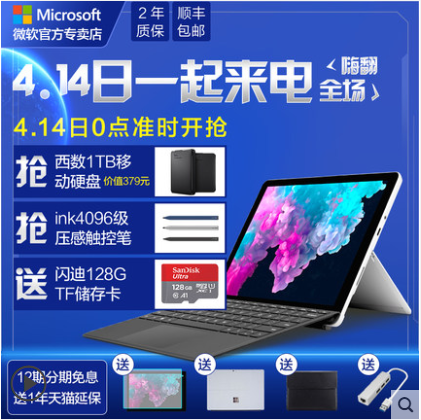 Microsoft
微软官方专卖店
2年
质保
顺丰
包邮
4.14日一起来电
嗨翻
全场
4.14日0点准时开抢
抢
西数1TB移
动硬盘 价值379元
抢
ink4096级
压感触控笔
送
闪迪128G
TF储存卡
SanDisk
Ultra
128GB
A1
12期分期免息
送1年天猫延保
送
送
送
送